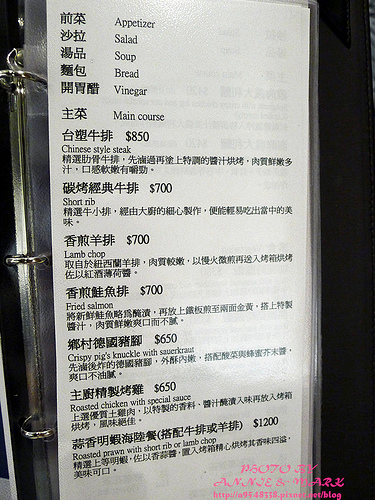 前菜 Appetizer
沙拉 Salad
湯品 Soup
麵包 Bread
開胃醋 Vinegar
主菜 Main course
台塑牛排 $850
Chinese style steak
精選肋骨牛排，先滷過再塗上特調的醬汁烘烤，肉質鮮嫩多
汁，口感軟嫩有嚼勁。
碳烤經典牛排 $700
Short rib
精選牛小排，經由大廚的細心製作，便能輕易吃出當中的美
味。
香煎羊排 $700
Lamb chop
取自於紐西蘭羊排，肉質較嫩，以慢火微煎再送入烤箱烘烤
佐以紅酒薄荷醬。
香煎鮭魚排 $700
Fried salmon
將新鮮鮭魚略為醃漬，再放上鐵板煎至兩面金黃，搭上特製
醬汁，肉質鮮嫩爽口而不膩。
鄉村德國豬腳 $650
Crispy pig's knuckle with sauerkraut
先滷後炸的德國豬腳，外酥內嫩，搭配酸菜與蜂蜜芥末醬，
爽口不油膩。
主廚精製烤雞 $650
Roasted chicken with special sauce
上選優質土雞肉，以特製的香料、醬汁醃漬入味再放入烤箱
烘烤，風味絕佳。
蒜香明蝦海陸餐(搭配牛排或羊排) $1200
Roasted prawn with short rib or lamb chop
精選上等明蝦，佐以香蒜醬，置入烤箱精心烘烤其香味四溢，
美味可口。
PHOTO BY
ANNIE & MARK
http://a9548158.pixnet.net/blog